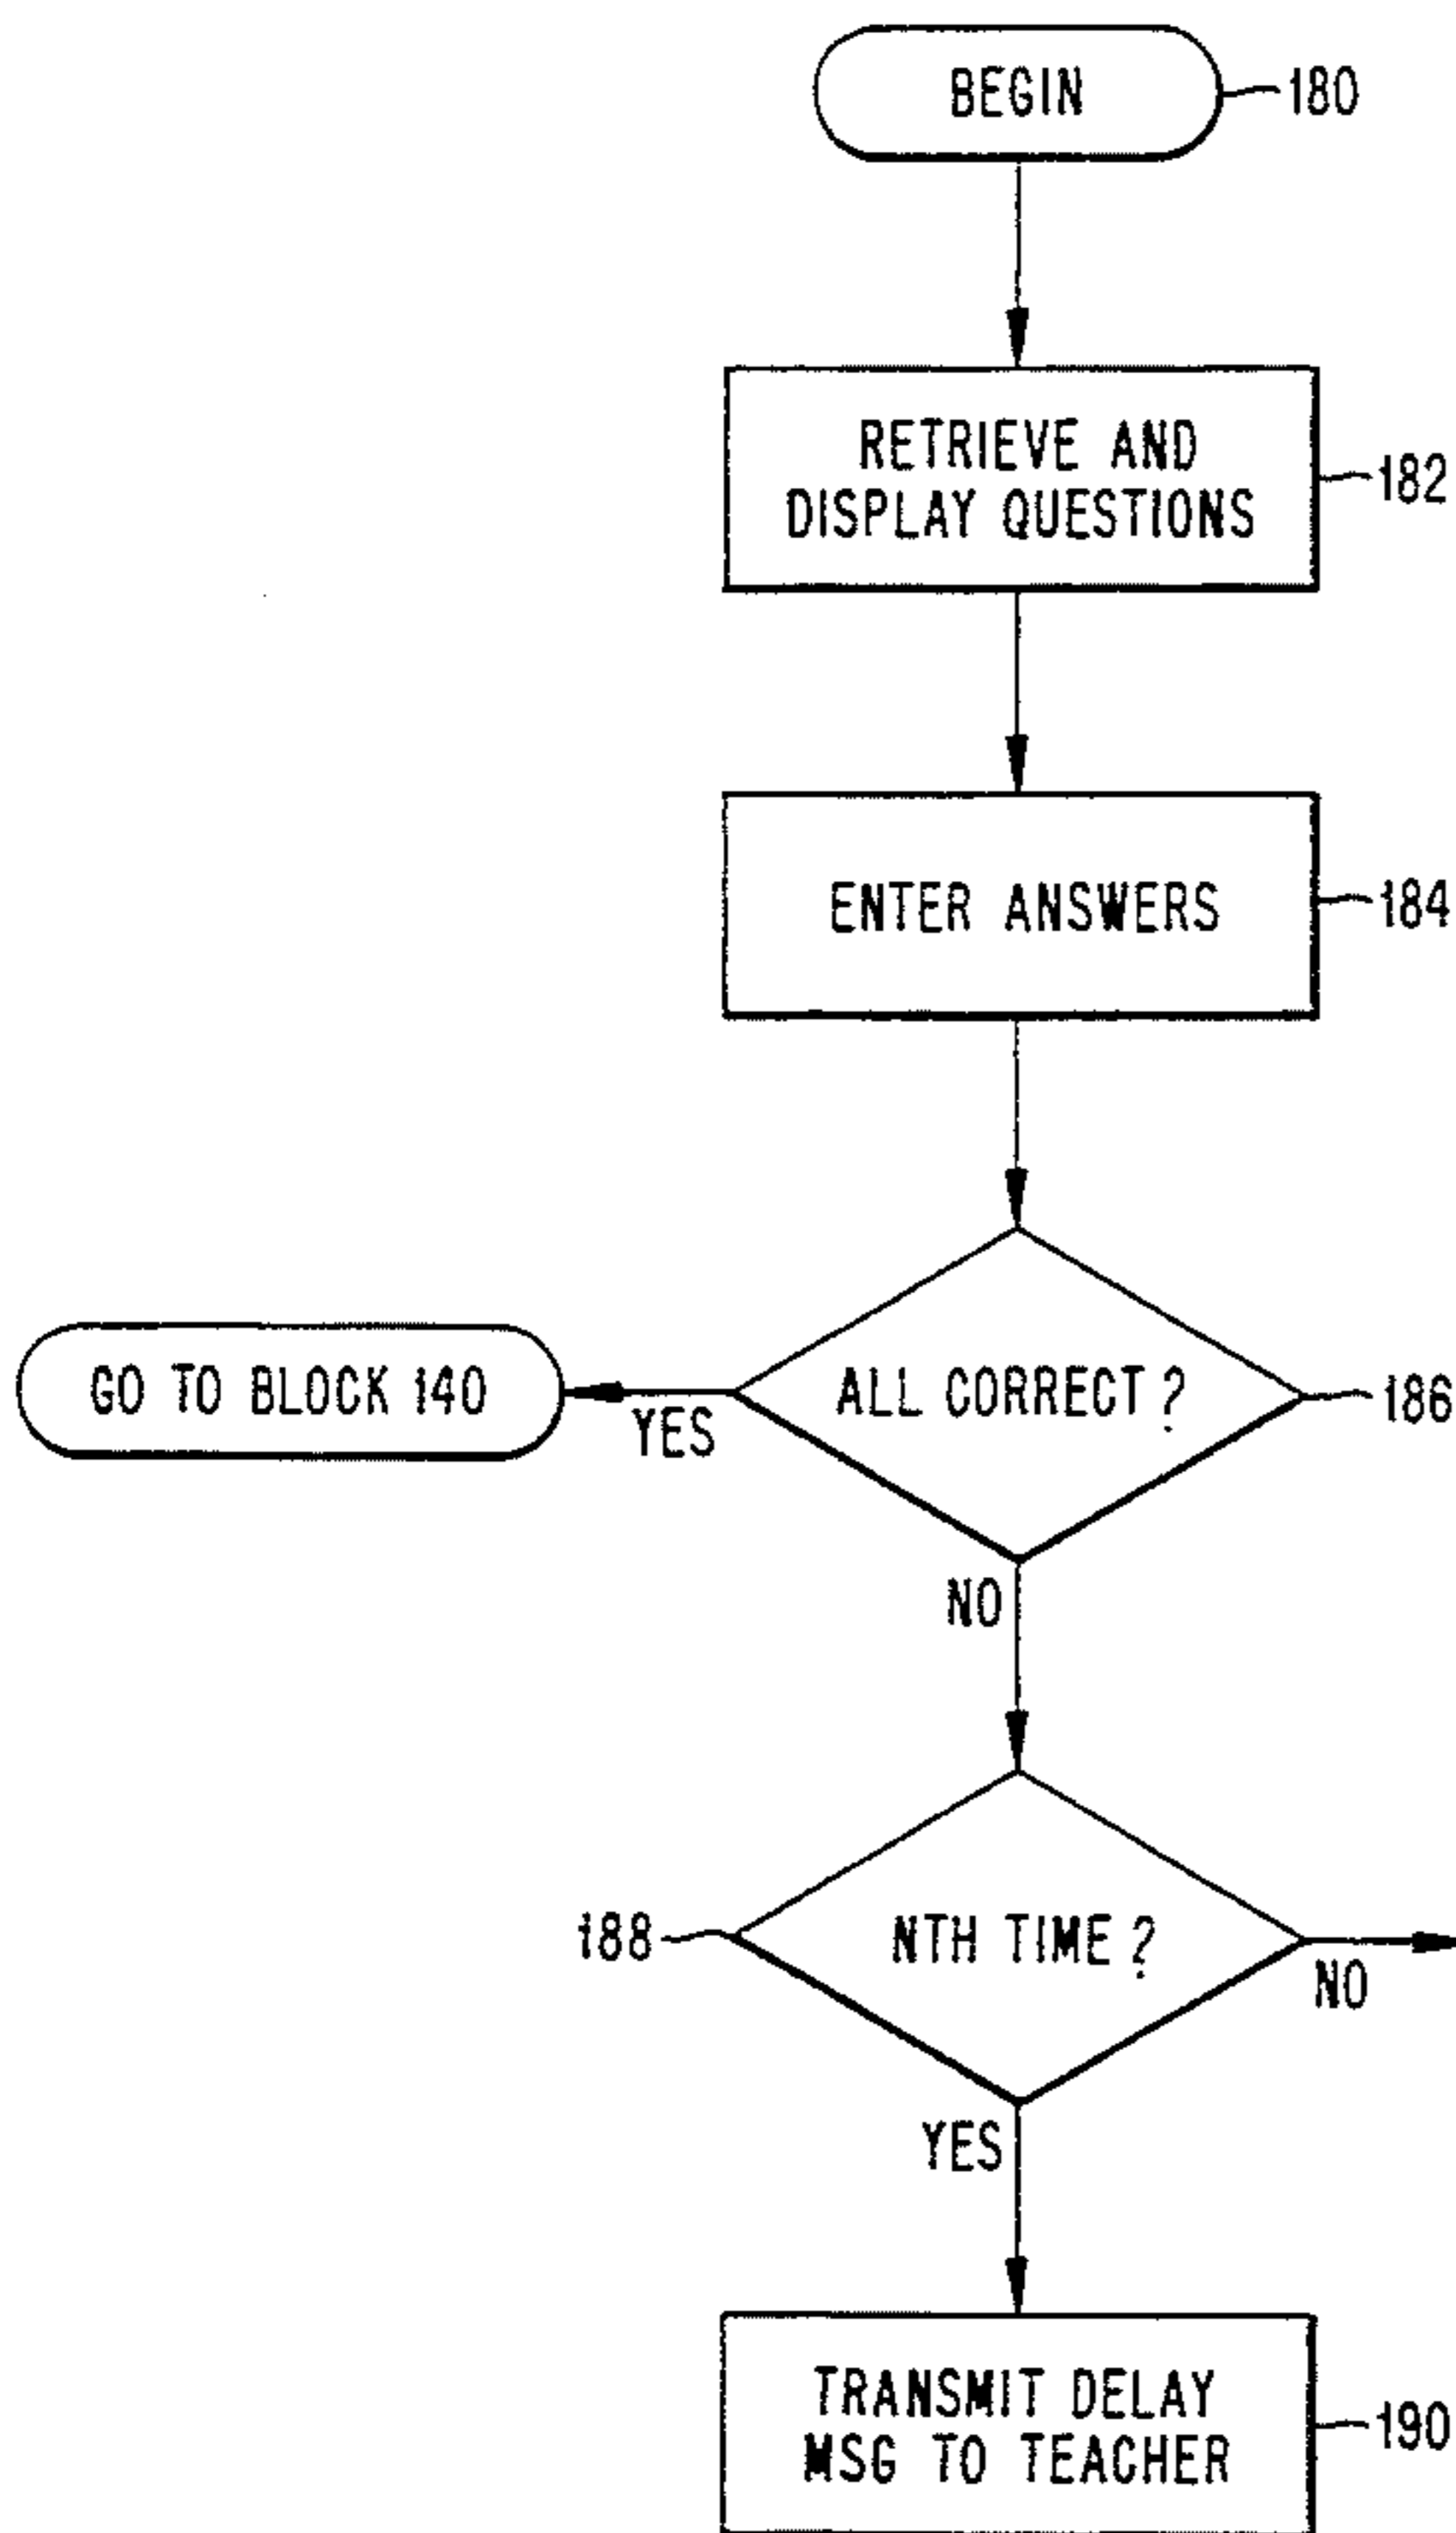 BEGIN
180
RETRIEVE AND
DISPLAY QUESTIONS
182
ENTER ANSWERS
184
GO TO BLOCK 140
YES
ALL CORRECT?
186
NO
188
NTH TIME?
NO
YES
TRANSMIT DELAY
MSG TO TEACHER
190